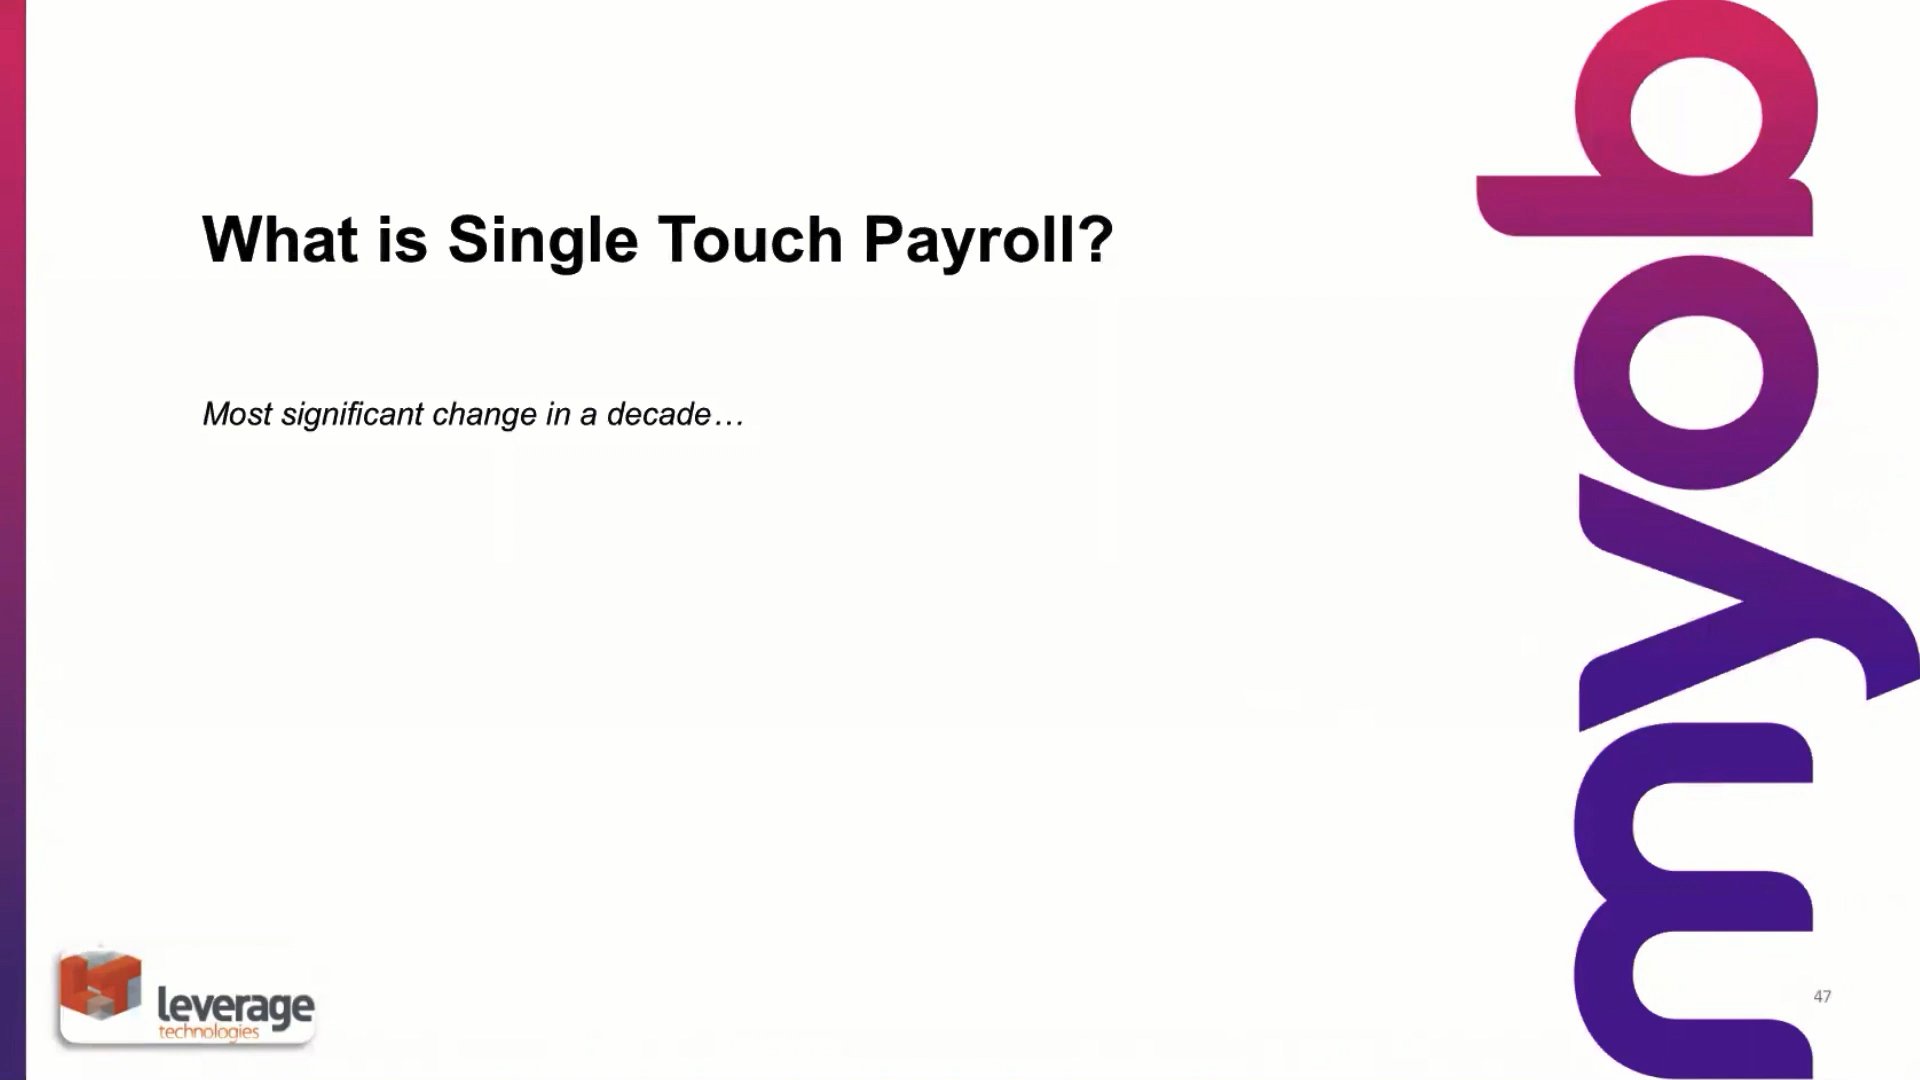 What is Single Touch Payroll?
Most significant change in a decade…
myob
leverage
technologies
47